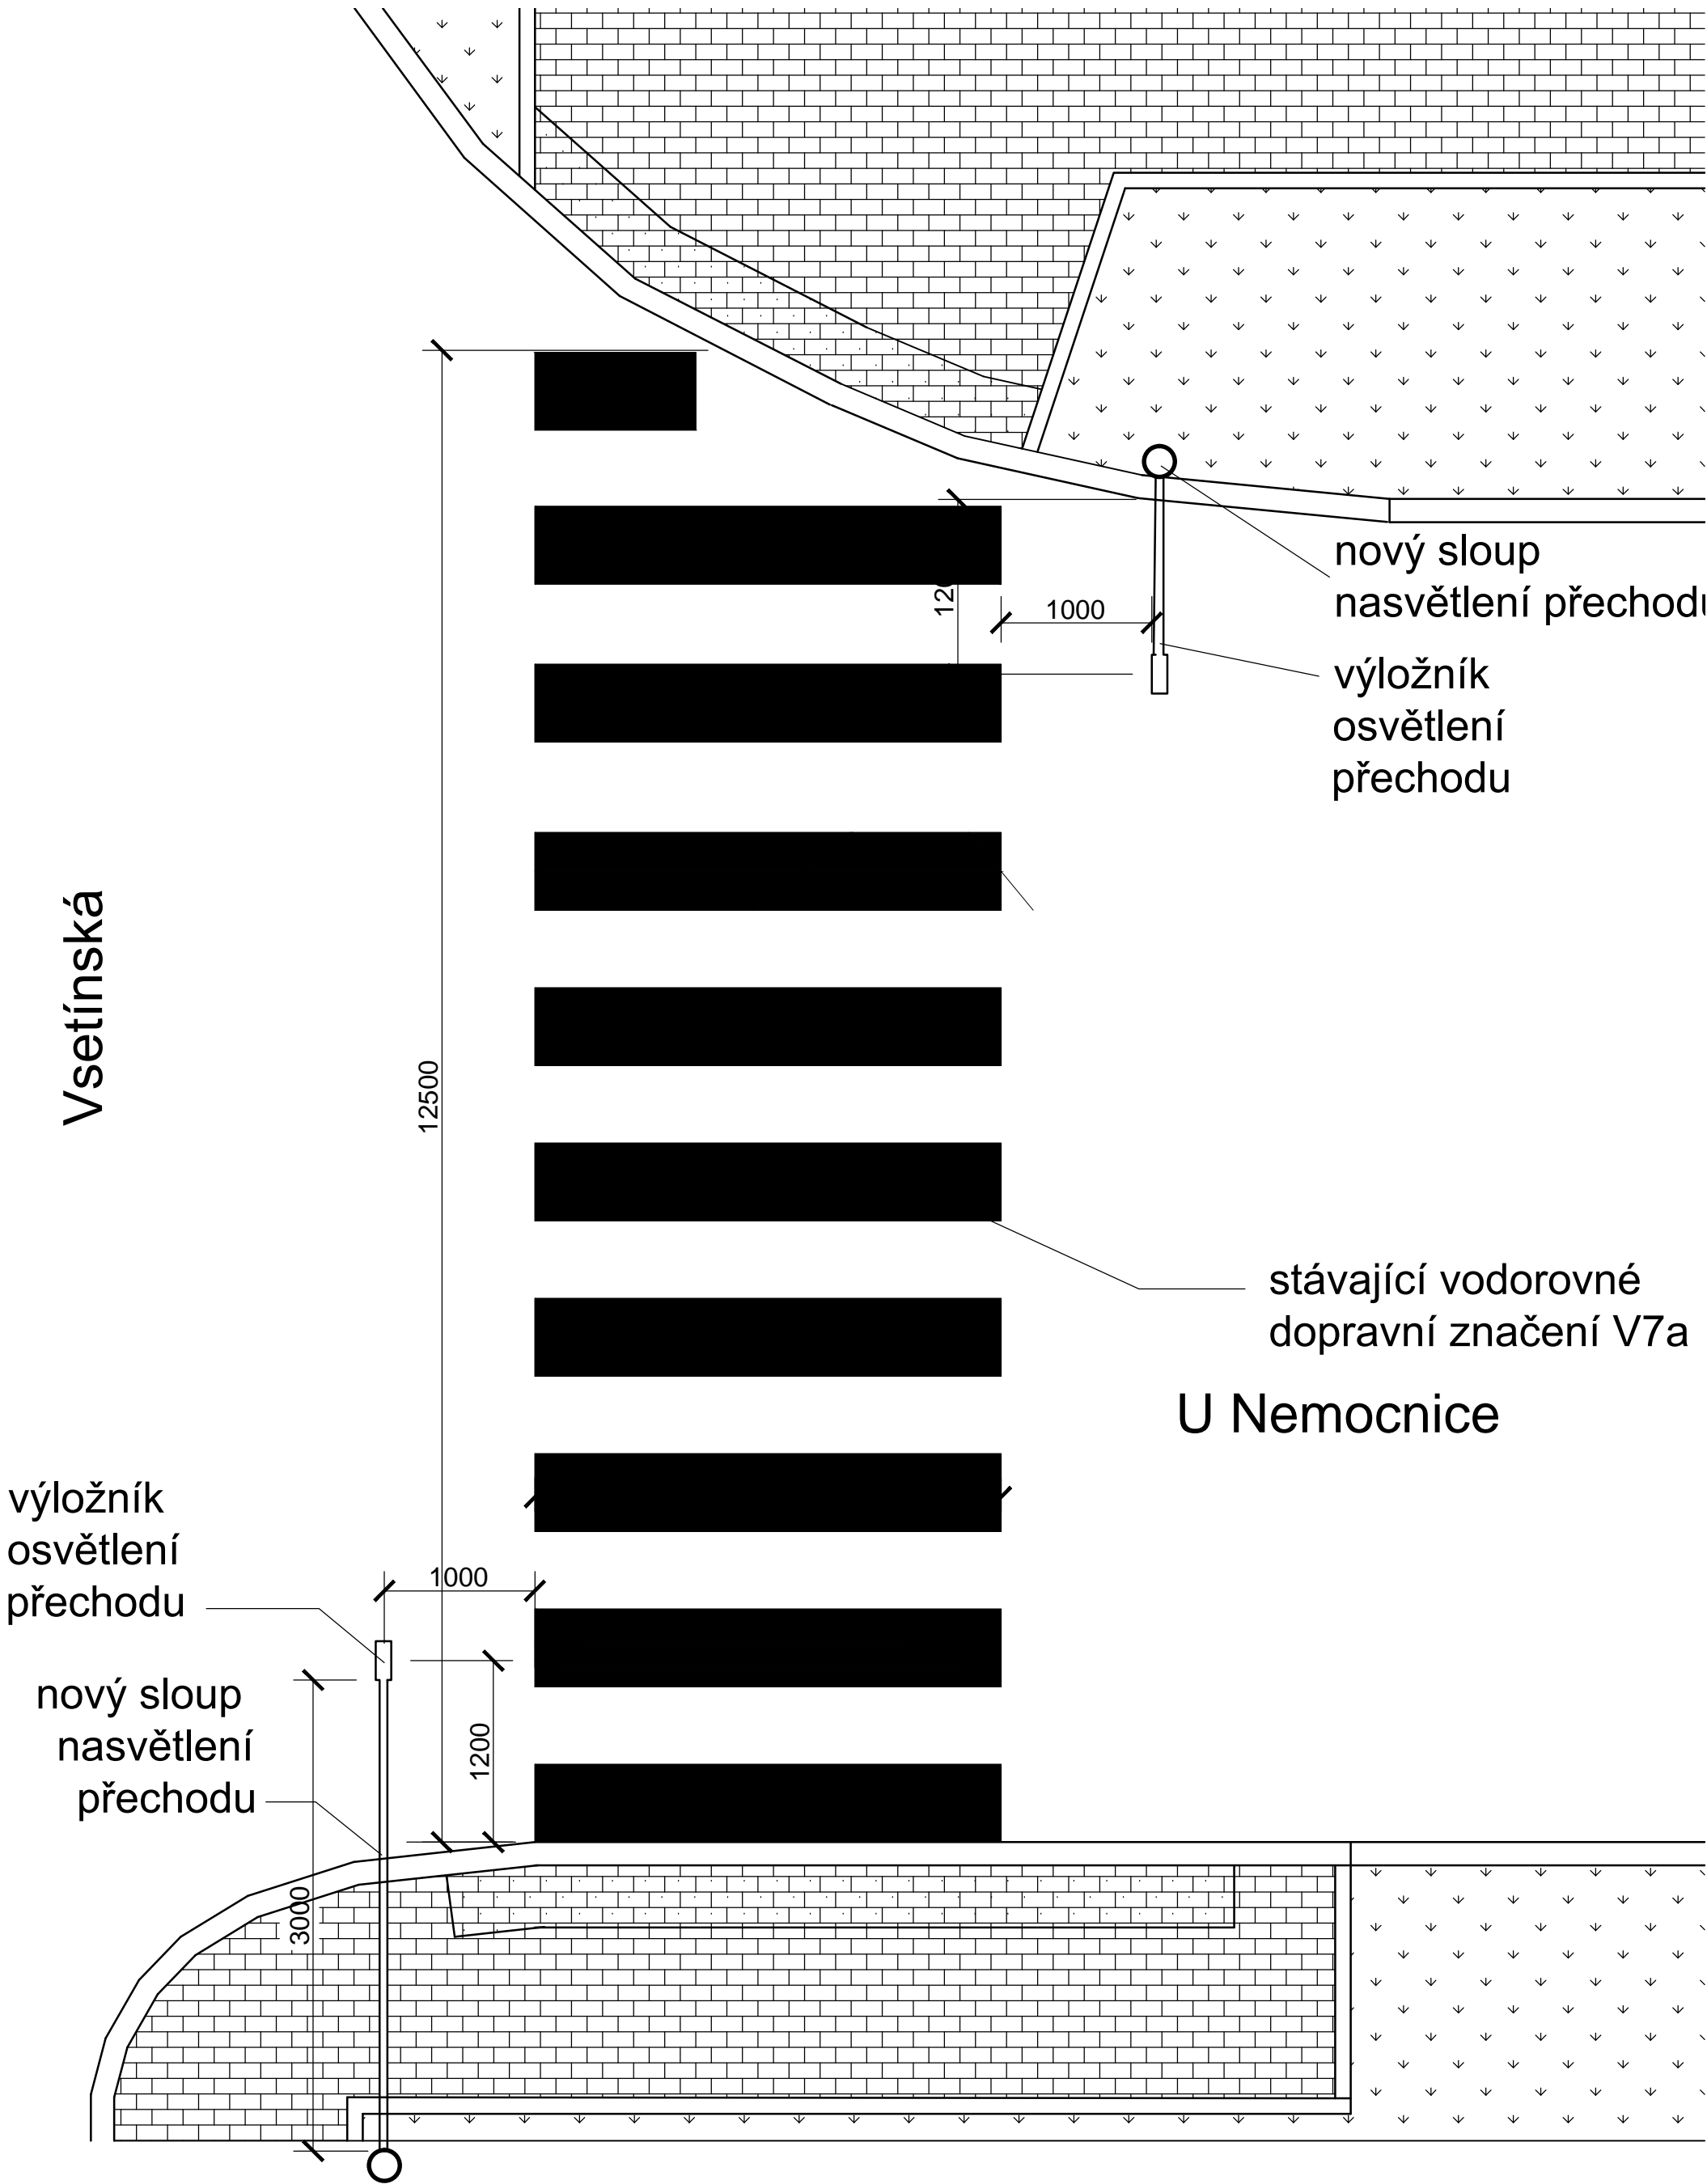 nový sloup
nasvětlení přechodu
1000
výložník
osvětlení
přechodu
Vsetínská
12500
stávající vodorovné
dopravní značení V7a
U Nemocnice
výložník
osvětlení
přechodu
1000
nový sloup
nasvětlení
přechodu
1200
3000